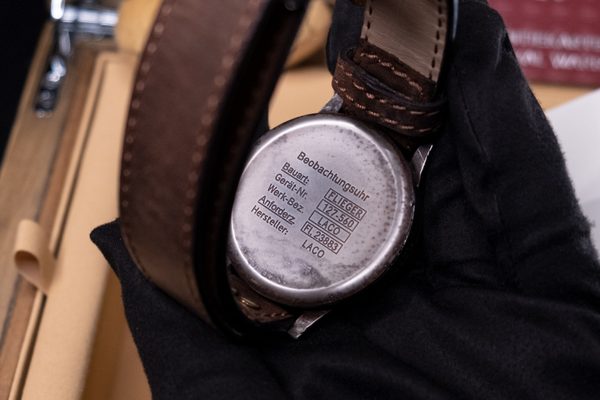 Beobachtungsuhr
Bauart: FLIEGER
Gerät-Nr. 127-560
Werk-Bez. LACO
Anforderz. FL 23883
Hersteller: LACO